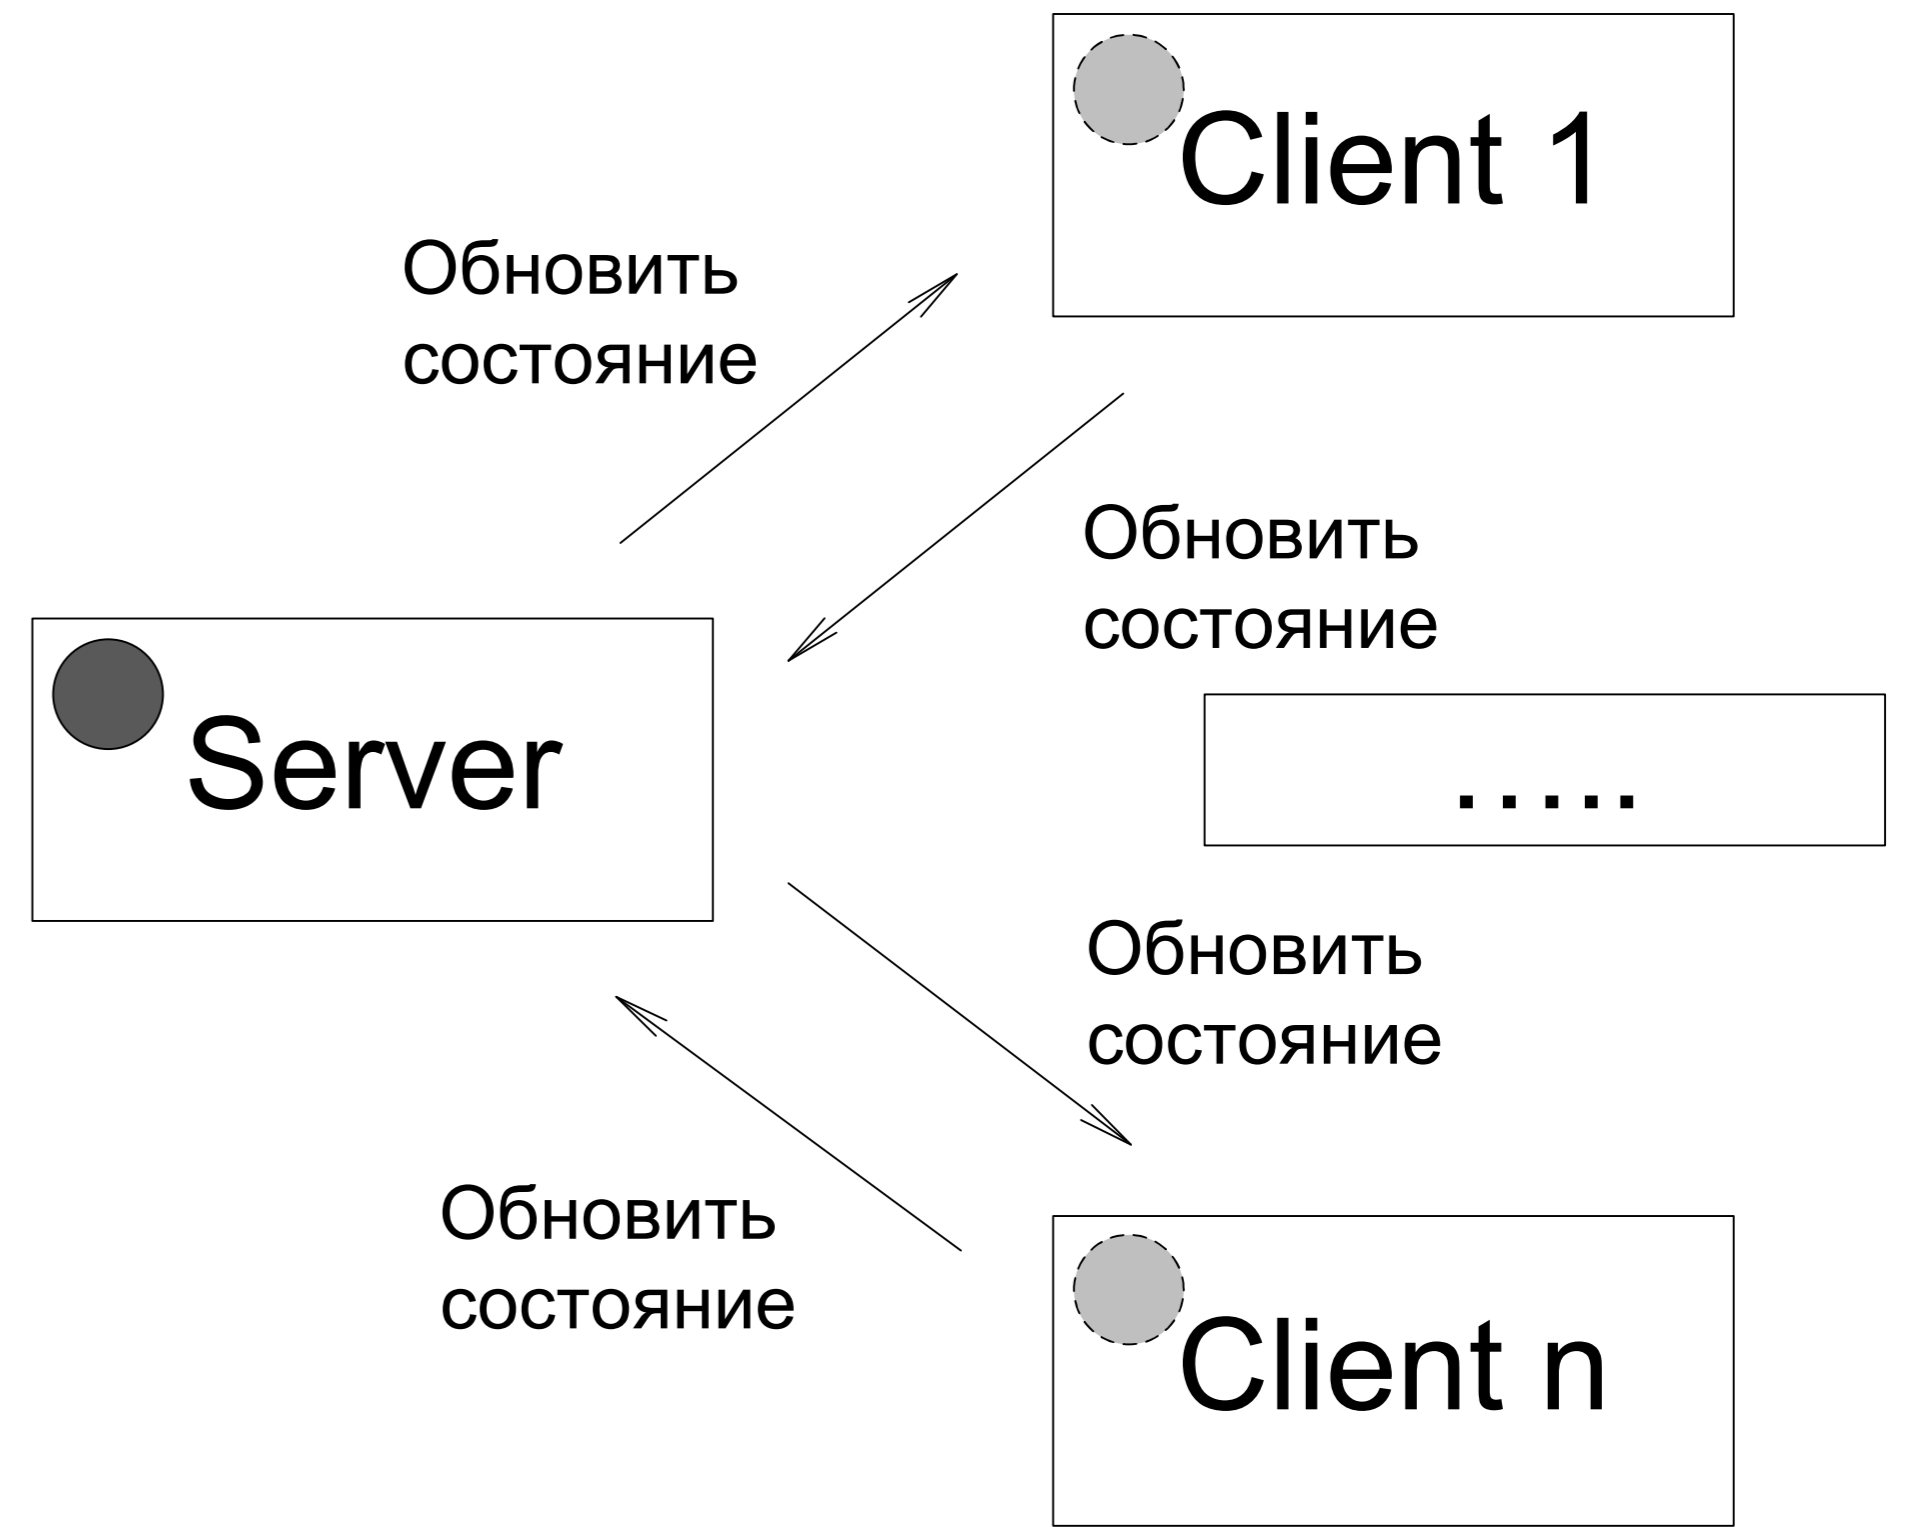 Client 1
Обновить
состояние
Обновить
состояние
Server
.....
Обновить
состояние
Обновить
состояние
Client n